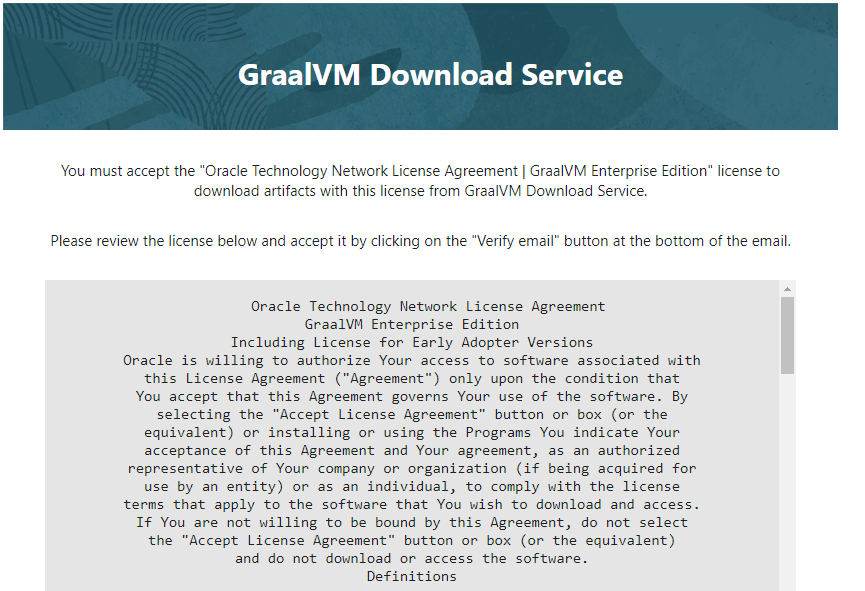 GraalVM Download Service
You must accept the "Oracle Technology Network License Agreement | GraalVM Enterprise Edition" license to
download artifacts with this license from GraalVM Download Service.
Please review the license below and accept it by clicking on the "Verify email" button at the bottom of the email.
Oracle Technology Network License Agreement
GraalVM Enterprise Edition
Including License for Early Adopter Versions
Oracle is willing to authorize Your access to software associated with
this License Agreement ("Agreement") only upon the condition that
You accept that this Agreement governs Your use of the software. By
selecting the "Accept License Agreement" button or box (or the
equivalent) or installing or using the Programs You indicate Your
acceptance of this Agreement and Your agreement, as an authorized
representative of Your company or organization (if being acquired for
use by an entity) or as an individual, to comply with the license
terms that apply to the software that You wish to download and access.
If You are not willing to be bound by this Agreement, do not select
the "Accept License Agreement" button or box (or the equivalent)
and do not download or access the software.
Definitions